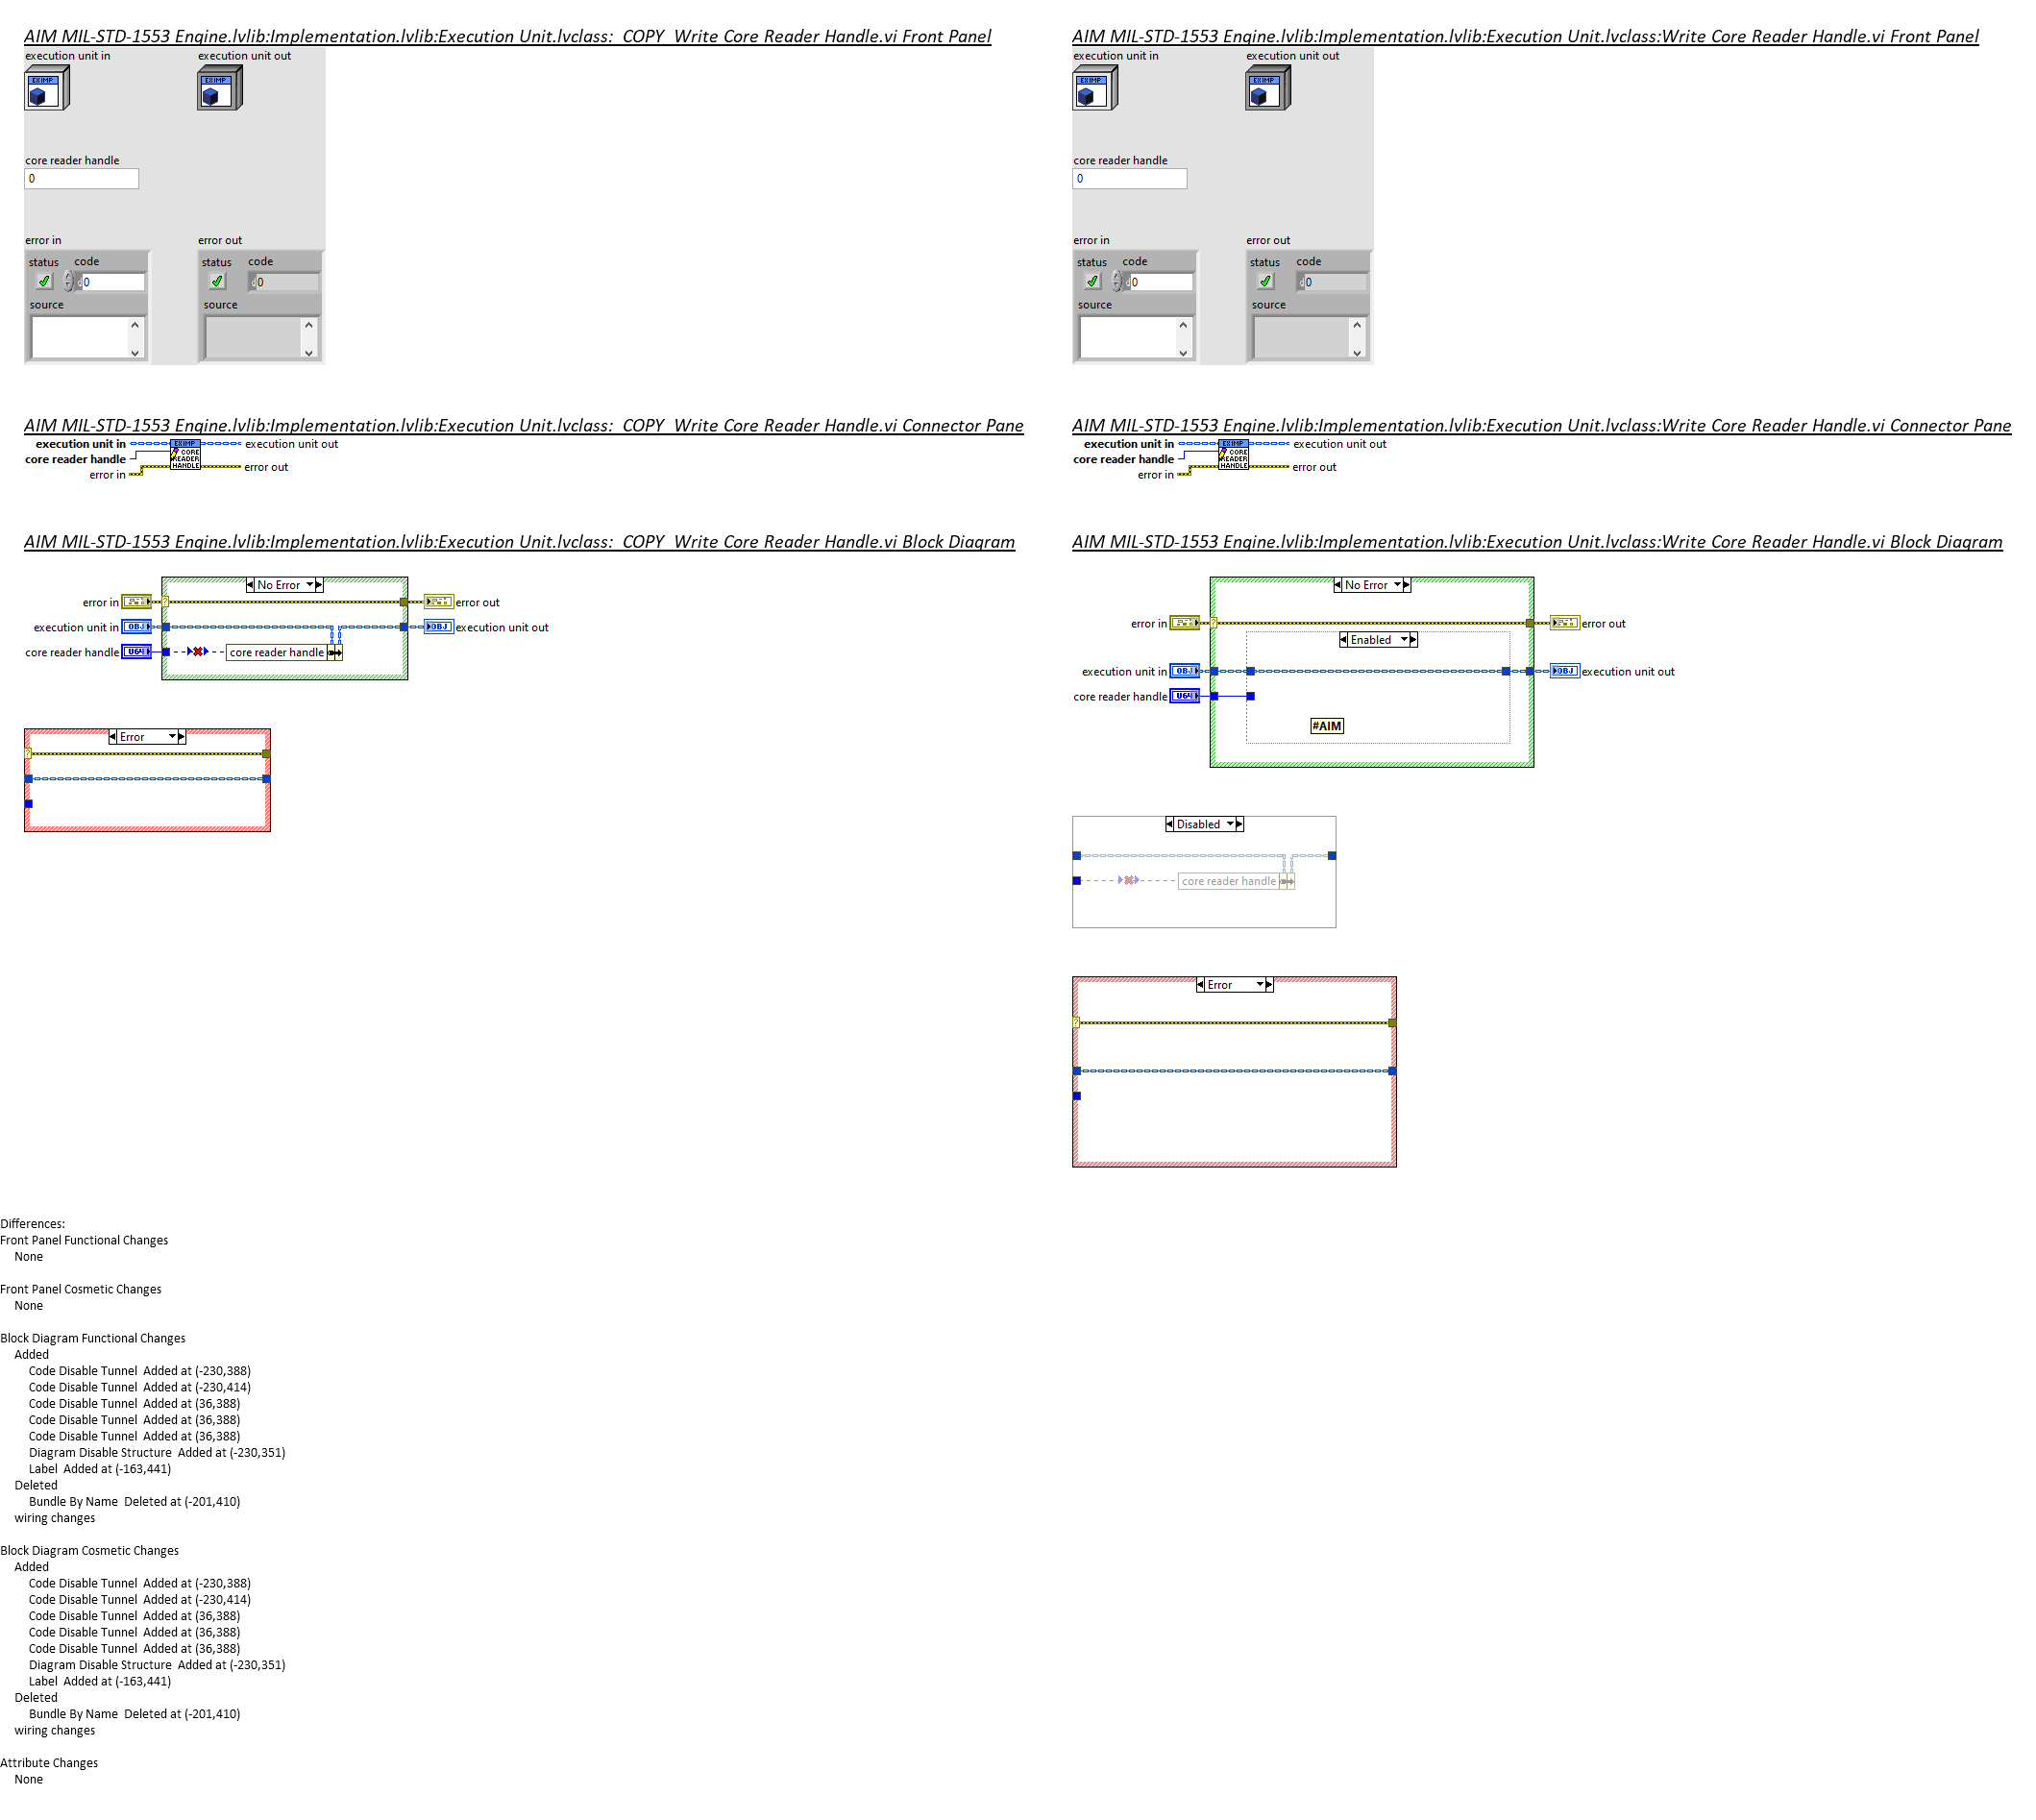 AIM MIL-STD-1553 Engine.lvlib:Implementation.lvlib:Execution Unit.lvclass:  COPY  Write Core Reader Handle.vi Front Panel
execution unit in
execution unit out
EXIMP
EXIMP
core reader handle
0
error in
error out
status code
status code
0
0
source
source
AIM MIL-STD-1553 Engine.lvlib:Implementation.lvlib:Execution Unit.lvclass:  COPY  Write Core Reader Handle.vi Connector Pane
execution unit in
EXIMP
execution unit out
core reader handle
CORE
READER
HANDLE
error in
error out
AIM MIL-STD-1553 Engine.lvlib:Implementation.lvlib:Execution Unit.lvclass:  COPY  Write Core Reader Handle.vi Block Diagram
No Error
error in
?
error out
execution unit in
OBJ
OBJ
execution unit out
core reader handle
U64
core reader handle
Error
?
AIM MIL-STD-1553 Engine.lvlib:Implementation.lvlib:Execution Unit.lvclass:Write Core Reader Handle.vi Front Panel
execution unit in
execution unit out
EXIMP
EXIMP
core reader handle
0
error in
error out
status code
status code
0
0
source
source
AIM MIL-STD-1553 Engine.lvlib:Implementation.lvlib:Execution Unit.lvclass:Write Core Reader Handle.vi Connector Pane
execution unit in
EXIMP
execution unit out
core reader handle
CORE
READER
HANDLE
error in
error out
AIM MIL-STD-1553 Engine.lvlib:Implementation.lvlib:Execution Unit.lvclass:Write Core Reader Handle.vi Block Diagram
No Error
error in
?
error out
Enabled
execution unit in
OBJ
OBJ
execution unit out
core reader handle
U64
#AIM
Disabled
core reader handle
Error
?
Differences:
Front Panel Functional Changes
None
Front Panel Cosmetic Changes
None
Block Diagram Functional Changes
Added
Code Disable Tunnel  Added at (-230,388)
Code Disable Tunnel  Added at (-230,414)
Code Disable Tunnel  Added at (36,388)
Code Disable Tunnel  Added at (36,388)
Code Disable Tunnel  Added at (36,388)
Diagram Disable Structure  Added at (-230,351)
Label  Added at (-163,441)
Deleted
Bundle By Name  Deleted at (-201,410)
wiring changes
Block Diagram Cosmetic Changes
Added
Code Disable Tunnel  Added at (-230,388)
Code Disable Tunnel  Added at (-230,414)
Code Disable Tunnel  Added at (36,388)
Code Disable Tunnel  Added at (36,388)
Code Disable Tunnel  Added at (36,388)
Diagram Disable Structure  Added at (-230,351)
Label  Added at (-163,441)
Deleted
Bundle By Name  Deleted at (-201,410)
wiring changes
Attribute Changes
None